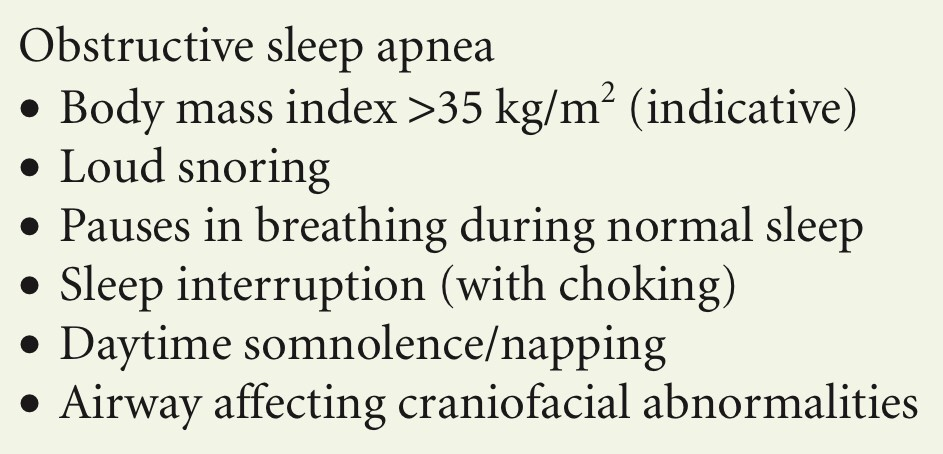 Obstructive sleep apnea
• Body mass index >35 kg/m² (indicative)
• Loud snoring
• Pauses in breathing during normal sleep
• Sleep interruption (with choking)
• Daytime somnolence/napping
• Airway affecting craniofacial abnormalities